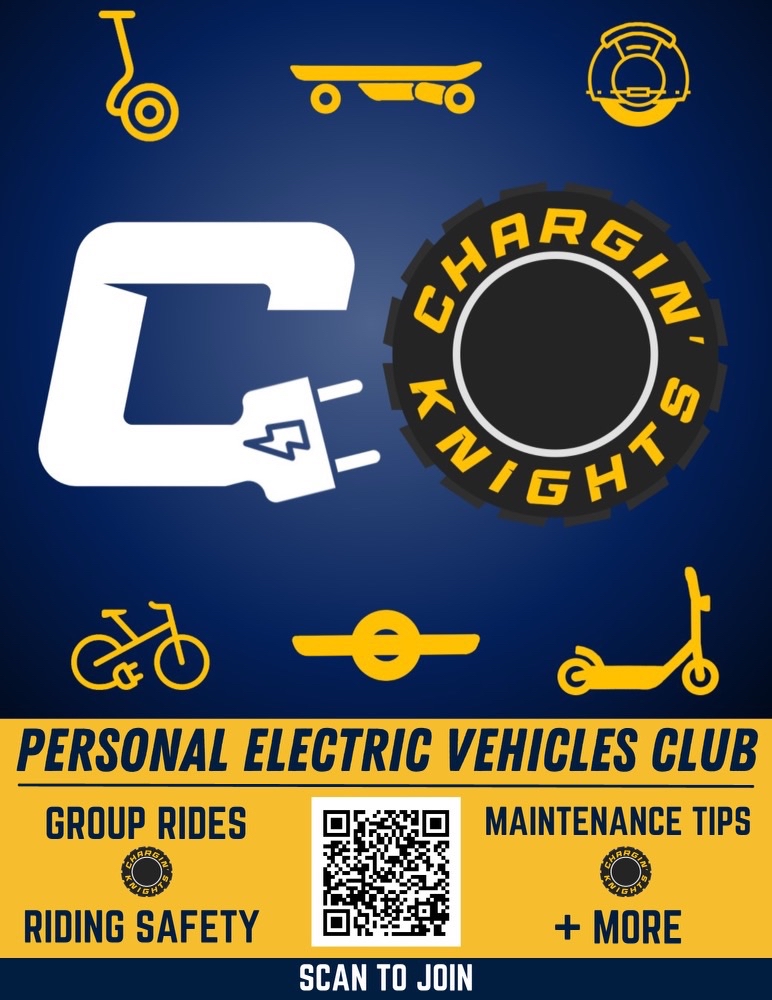 C
CHARGIN'
KNIGHTS
PERSONAL ELECTRIC VEHICLES CLUB
GROUP RIDES
MAINTENANCE TIPS
CHARGIN'
KNIGHTS
CHARGIN'
KNIGHTS
RIDING SAFETY
+ MORE
SCAN TO JOIN